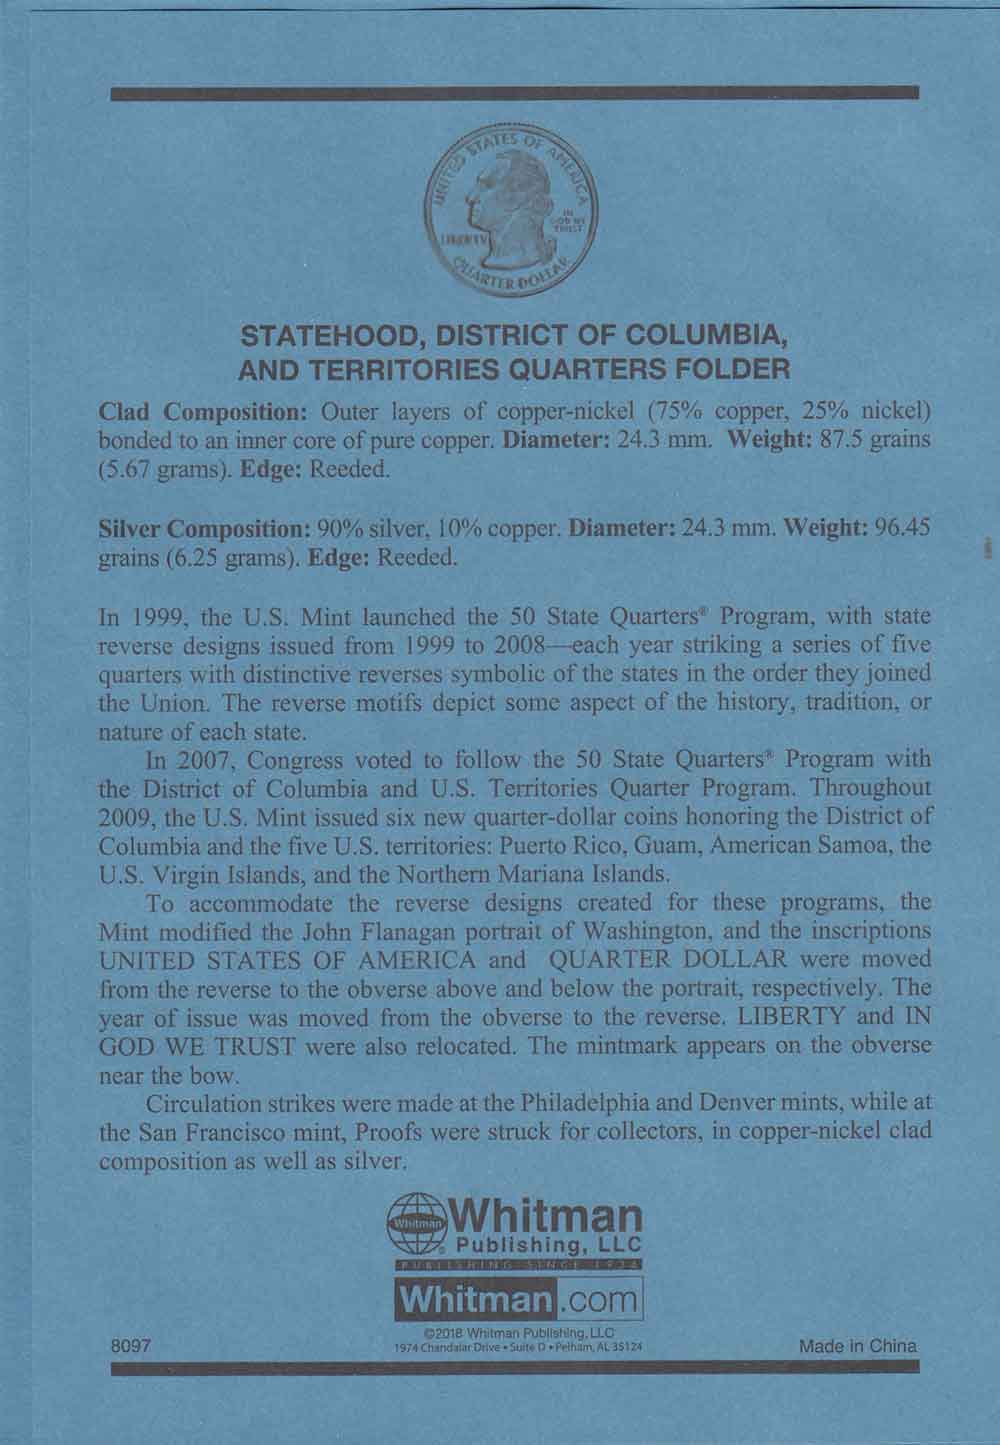 UNITED STATES OF AMERICA
IN
GOD WE
TRUST
LIBERTY
QUARTER DOLLAR
STATEHOOD, DISTRICT OF COLUMBIA,
AND TERRITORIES QUARTERS FOLDER
Clad Composition: Outer layers of copper-nickel (75% copper, 25% nickel)
bonded to an inner core of pure copper. Diameter: 24.3 mm. Weight: 87.5 grains
(5.67 grams). Edge: Reeded.
Silver Composition: 90% silver, 10% copper. Diameter: 24.3 mm. Weight: 96.45
grains (6.25 grams). Edge: Reeded.
In 1999, the U.S. Mint launched the 50 State Quarters® Program, with state
reverse designs issued from 1999 to 2008—each year striking a series of five
quarters with distinctive reverses symbolic of the states in the order they joined
the Union. The reverse motifs depict some aspect of the history, tradition, or
nature of each state.
In 2007, Congress voted to follow the 50 State Quarters® Program with
the District of Columbia and U.S. Territories Quarter Program. Throughout
2009, the U.S. Mint issued six new quarter-dollar coins honoring the District of
Columbia and the five U.S. territories: Puerto Rico, Guam, American Samoa, the
U.S. Virgin Islands, and the Northern Mariana Islands.
To accommodate the reverse designs created for these programs, the
Mint modified the John Flanagan portrait of Washington, and the inscriptions
UNITED STATES OF AMERICA and QUARTER DOLLAR were moved
from the reverse to the obverse above and below the portrait, respectively. The
year of issue was moved from the obverse to the reverse. LIBERTY and IN
GOD WE TRUST were also relocated. The mintmark appears on the obverse
near the bow.
Circulation strikes were made at the Philadelphia and Denver mints, while at
the San Francisco mint, Proofs were struck for collectors, in copper-nickel clad
composition as well as silver.
Whitman
Whitman
® Publishing, LLC
PUBLISHING SINCE 1934
Whitman.com
©2018 Whitman Publishing, LLC
1974 Chandalar Drive • Suite D • Pelham, AL 35124
8097
Made in China